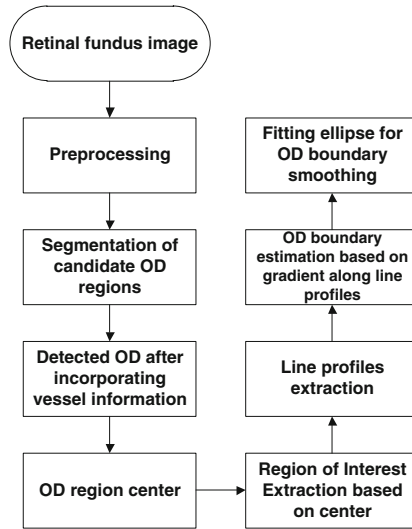 Retinal fundus image
Preprocessing
Segmentation of
candidate OD
regions
Detected OD after
incorporating
vessel information
OD region center
Region of Interest
Extraction based
on center
Line profiles
extraction
OD boundary
estimation based on
gradient along line
profiles
Fitting ellipse for
OD boundary
smoothing